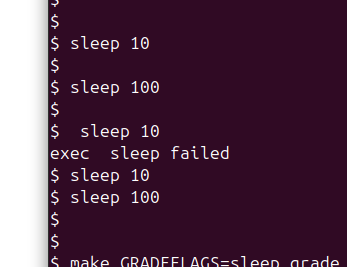 $
$
$ sleep 10
$
$ sleep 100
$
$  sleep 10
exec  sleep failed
$ sleep 10
$ sleep 100
$
$
$ make GRADEFLAGS=sleep grade